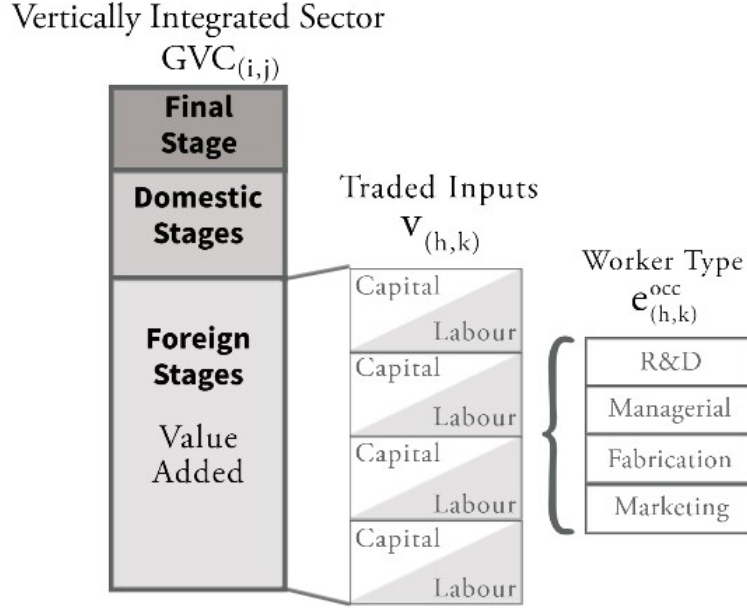 Vertically Integrated Sector
GVC(i,j)
Final
Stage
Domestic
Stages
Foreign
Stages
Value
Added
Traded Inputs
v(h,k)
Capital
Labour
Capital
Labour
Capital
Labour
Capital
Labour
Worker Type
e(h,k)^occ
R&D
Managerial
Fabrication
Marketing